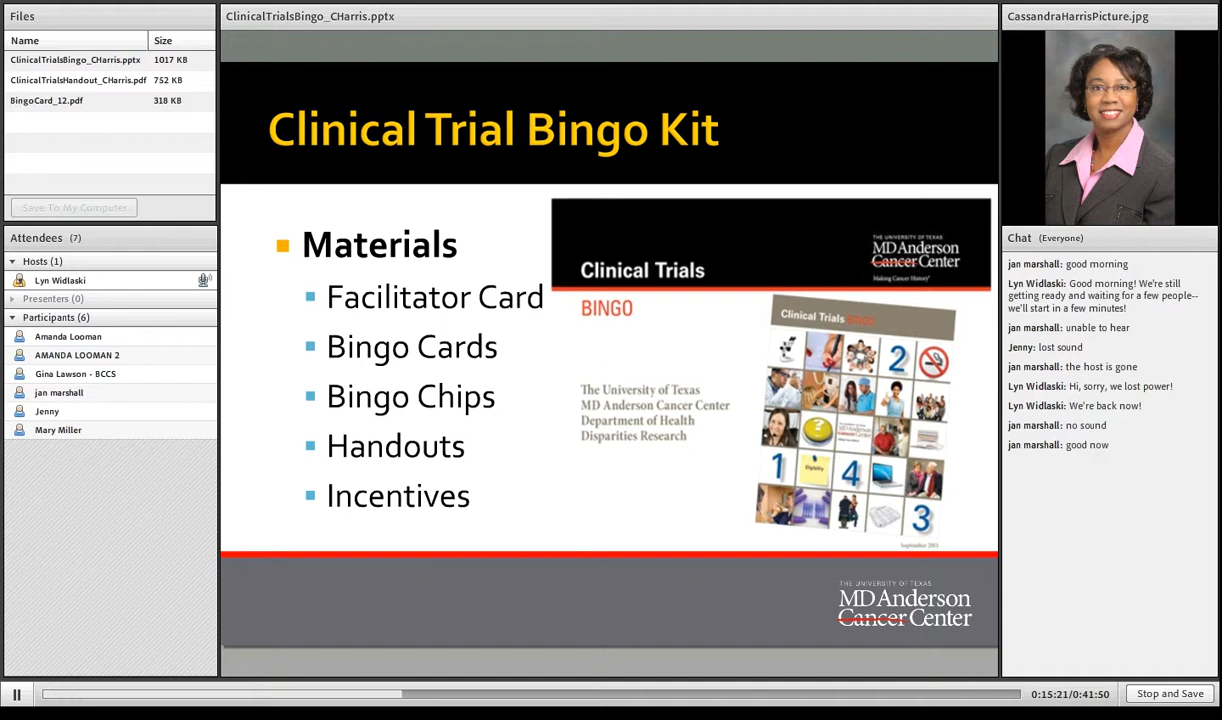 Files
Name
Size
ClinicalTrialsBingo_CHarris.pptx
1017 KB
ClinicalTrialsHandout_CHarris.pdf
752 KB
BingoCard_12.pdf
318 KB
Save To My Computer
Attendees (7)
Hosts (1)
Lyn Widlaski
Presenters (0)
Participants (6)
Amanda Looman
AMANDA LOOMAN 2
Gina Lawson - BCCS
jan marshall
Jenny
Mary Miller
ClinicalTrialsBingo_CHarris.pptx
Clinical Trial Bingo Kit
Materials
Facilitator Card
Bingo Cards
Bingo Chips
Handouts
Incentives
THE UNIVERSITY OF TEXAS
MD Anderson
Cancer Center
Making Cancer History®
Clinical Trials
BINGO
The University of Texas
MD Anderson Cancer Center
Department of Health
Disparities Research
Clinical Trials BINGO
2
1
Eligibility
4
3
September 2011
THE UNIVERSITY OF TEXAS
MD Anderson
Cancer Center
CassandraHarrisPicture.jpg
Chat (Everyone)
jan marshall: good morning
Lyn Widlaski: Good morning! We're still
getting ready and waiting for a few people--
we'll start in a few minutes!
jan marshall: unable to hear
Jenny: lost sound
jan marshall: the host is gone
Lyn Widlaski: Hi, sorry, we lost power!
Lyn Widlaski: We're back now!
jan marshall: no sound
jan marshall: good now
0:15:21/0:41:50
Stop and Save